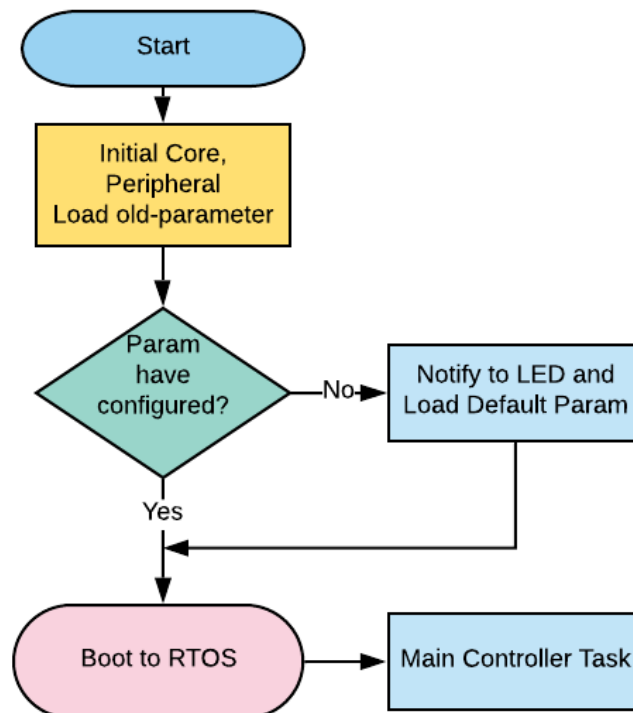 Start
Initial Core,
Peripheral
Load old-parameter
Param
have
configured?
No
Notify to LED and
Load Default Param
Yes
Boot to RTOS
Main Controller Task